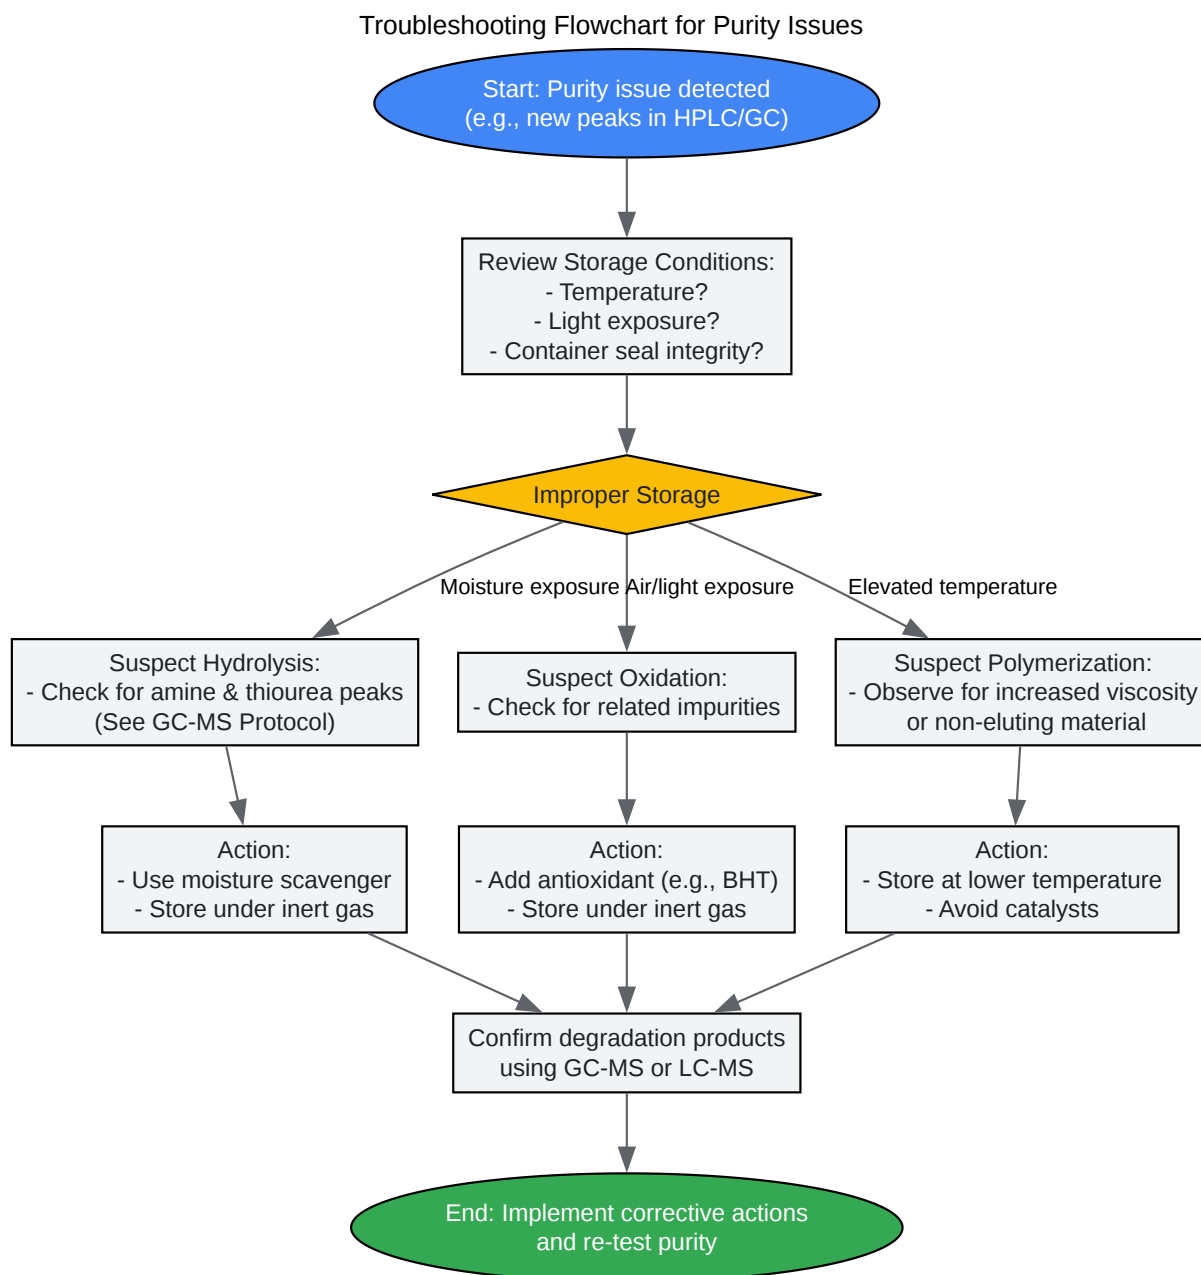 Troubleshooting Flowchart for Purity Issues
Start: Purity issue detected
(e.g., new peaks in HPLC/GC)
Review Storage Conditions:
- Temperature?
- Light exposure?
- Container seal integrity?
Improper Storage
Moisture exposure
Air/light exposure
Elevated temperature
Suspect Hydrolysis:
- Check for amine & thiourea peaks
(See GC-MS Protocol)
Suspect Oxidation:
- Check for related impurities
Suspect Polymerization:
- Observe for increased viscosity
or non-eluting material
Action:
- Use moisture scavenger
- Store under inert gas
Action:
- Add antioxidant (e.g., BHT)
- Store under inert gas
Action:
- Store at lower temperature
- Avoid catalysts
Confirm degradation products
using GC-MS or LC-MS
End: Implement corrective actions
and re-test purity